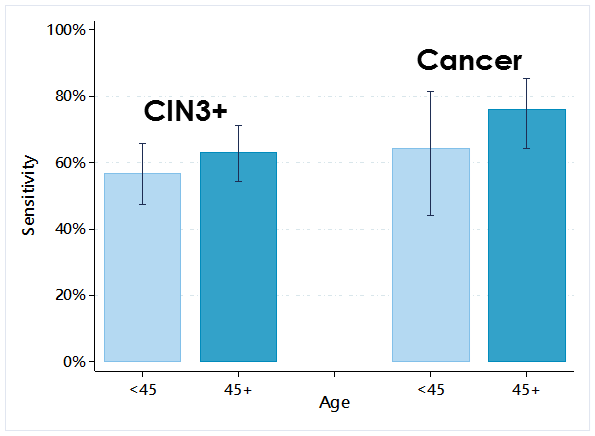 100%
Cancer
80%
CIN3+
60%
Sensitivity
40%
20%
0%
<45
45+
<45
45+
Age